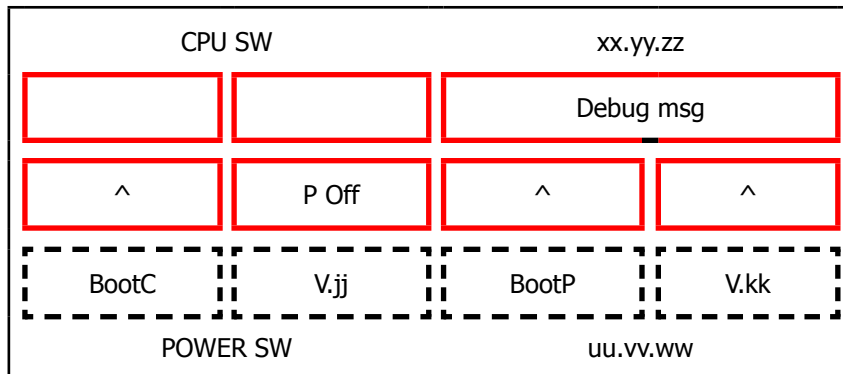 CPU SW xx.yy.zz
Debug msg
^ P Off ^ ^
BootC V.jj BootP V.kk
POWER SW uu.vv.ww